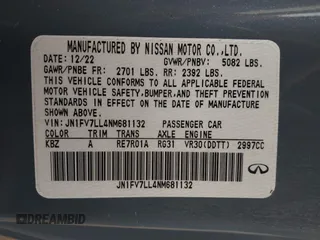 MANUFACTURED BY NISSAN MOTOR CO.,LTD.
DATE: 12/22 GVWR/PNBV: 5082 LBS.
GAWR/PNBE FR: 2701 LBS. RR: 2392 LBS.
THIS VEHICLE CONFORMS TO ALL APPLICABLE FEDERAL
MOTOR VEHICLE SAFETY,BUMPER,AND THEFT PREVENTION
STANDARDS IN EFFECT ON THE DATE OF MANUFACTURE
SHOWN ABOVE.
VIN: JN1FV7LL4NM681132 PASSENGER CAR
COLOR TRIM TRANS AXLE ENGINE
KBZ A RE7R01A RG31 VR30(DDTT) 2997CC
JN1FV7LL4NM681132
INFINITI
DREAMBID